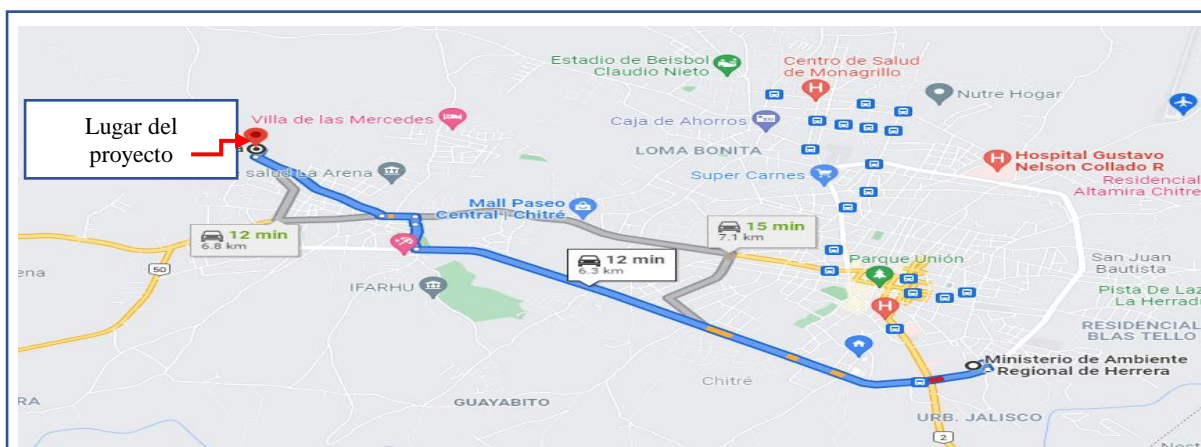 Estadio de Beisbol
Claudio Nieto
Centro de Salud
de Monagrillo
Nutre Hogar
Lugar del
proyecto
Villa de las Mercedes
Caja de Ahorros
LOMA BONITA
Hospital Gustavo
Nelson Collado R
salud La Arena
Super Carnes
Residencial
Altamira Chitre
Mall Paseo
Central | Chitré
12 min
6.8 km
15 min
7.1 km
12 min
6.3 km
50
Parque Unión
San Juan
Bautista
IFARHU
Pista De Laz
La Herradu
RESIDENCIAL
BLAS TELLO
Ministerio de Ambiente
Regional de Herrera
Chitré
GUAYABITO
URB. JALISCO
2